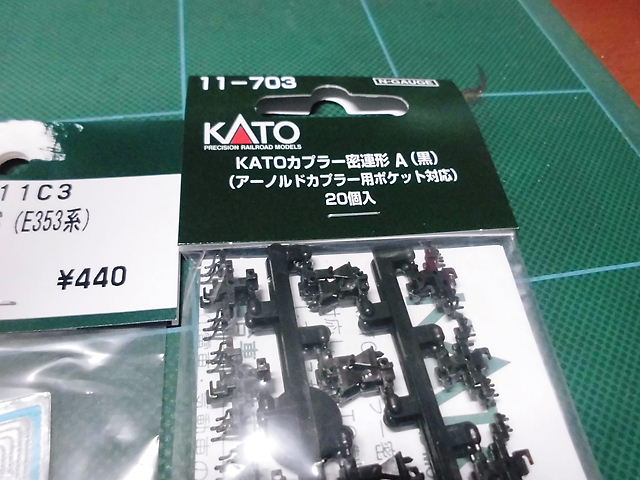 11-703
N-GAUGE
KATO
PRECISION RAILROAD MODELS
KATOカプラー密連形 A（黒）
（アーノルドカプラー用ポケット対応）
20個入
11C3
（E353系）
¥440